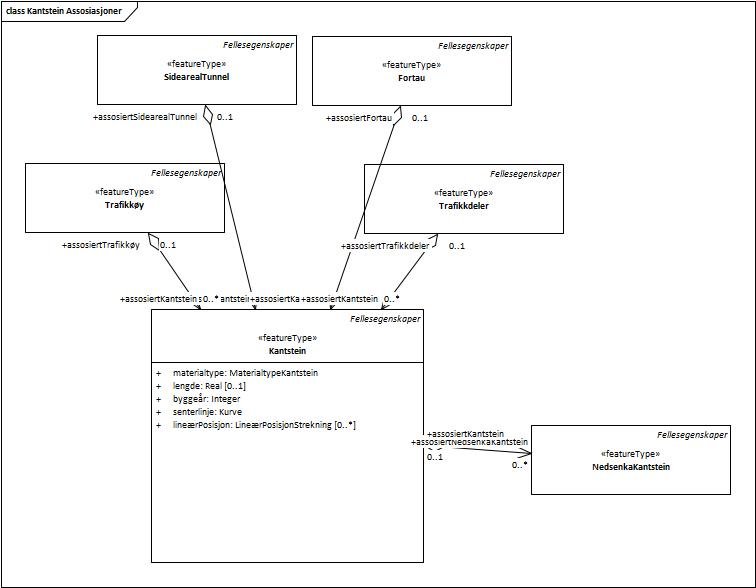 class Kantstein Assosiasjoner
Fellesegenskaper
«featureType»
SidearealTunnel
Fellesegenskaper
«featureType»
Fortau
+assosiertSidearealTunnel
0..1
+assosiertFortau
0..1
Fellesegenskaper
«featureType»
Trafikkøy
Fellesegenskaper
«featureType»
Trafikkdeler
+assosiertTrafikkøy
0..1
+assosiertTrafikkdeler
0..1
+assosiertKantstein
0..*
+assosiertKantstein
0..*
Fellesegenskaper
«featureType»
Kantstein
+ materialtype: MaterialtypeKantstein
+ lengde: Real [0..1]
+ byggeår: Integer
+ senterlinje: Kurve
+ lineærPosisjon: LineærPosisjonStrekning [0..*]
+assosiertKantstein
+assosiertNedsenkaKantstein
0..1
0..*
Fellesegenskaper
«featureType»
NedsenkaKantstein